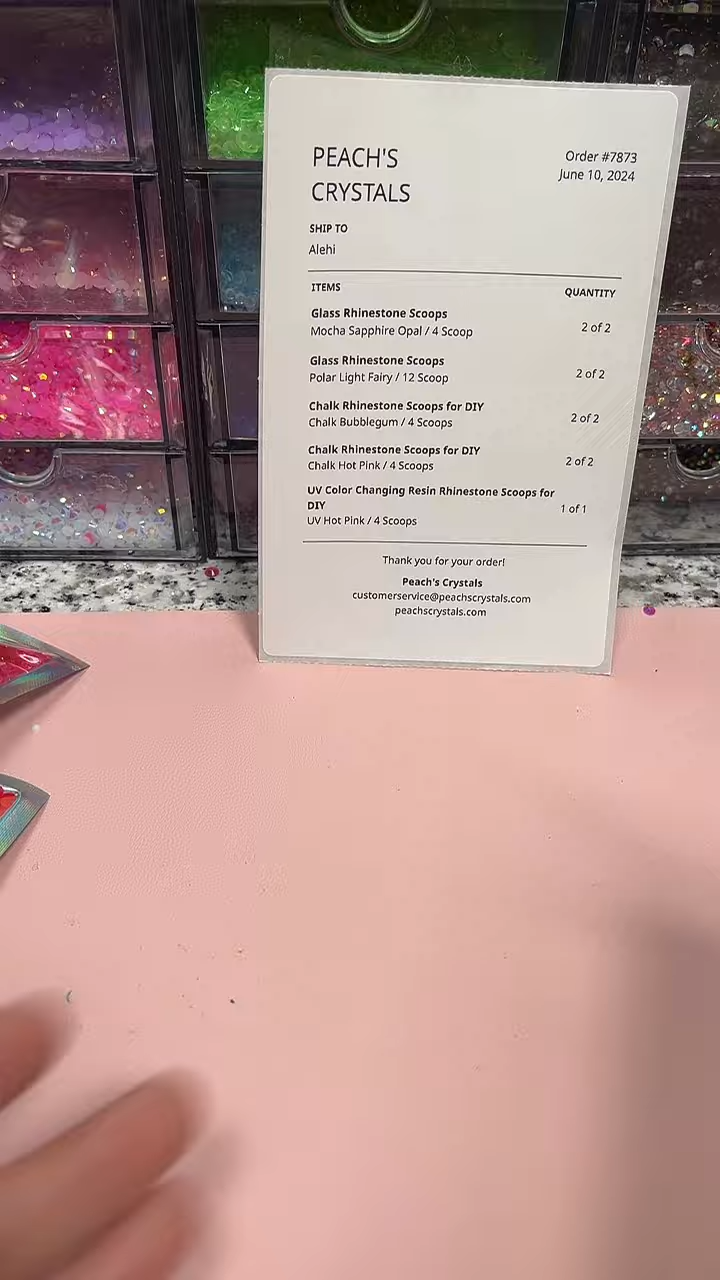 PEACH'S
CRYSTALS
Order #7873
June 10, 2024
SHIP TO
Alehi
ITEMS QUANTITY
Glass Rhinestone Scoops
Mocha Sapphire Opal / 4 Scoop 2 of 2
Glass Rhinestone Scoops
Polar Light Fairy / 12 Scoop 2 of 2
Chalk Rhinestone Scoops for DIY
Chalk Bubblegum / 4 Scoops 2 of 2
Chalk Rhinestone Scoops for DIY
Chalk Hot Pink / 4 Scoops 2 of 2
UV Color Changing Resin Rhinestone Scoops for
DIY 1 of 1
UV Hot Pink / 4 Scoops
Thank you for your order!
Peach's Crystals
customerservice@peachscrystals.com
peachscrystals.com